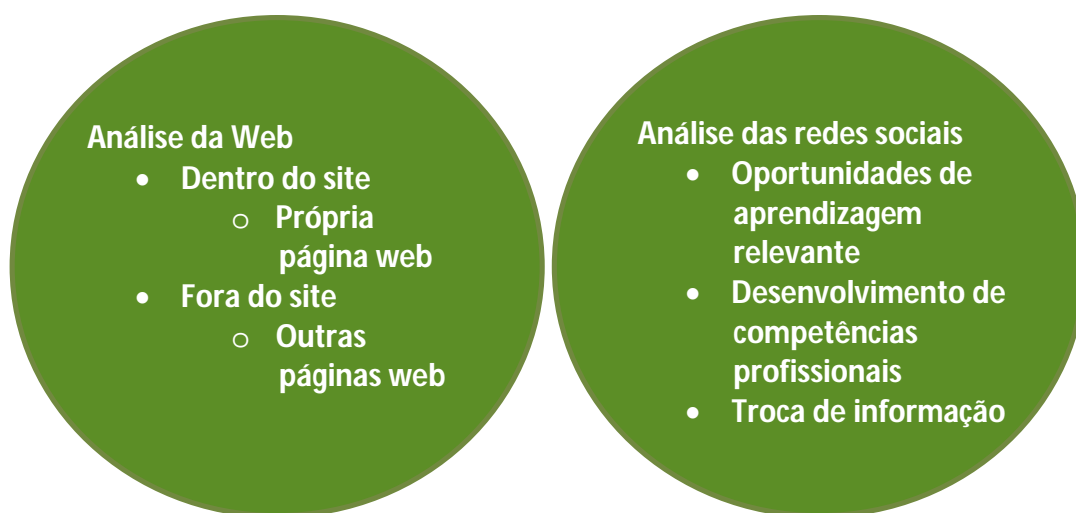 Análise da Web
• Dentro do site
o Própria
página web
• Fora do site
o Outras
páginas web
Análise das redes sociais
• Oportunidades de
aprendizagem
relevante
• Desenvolvimento de
competências
profissionais
• Troca de informação